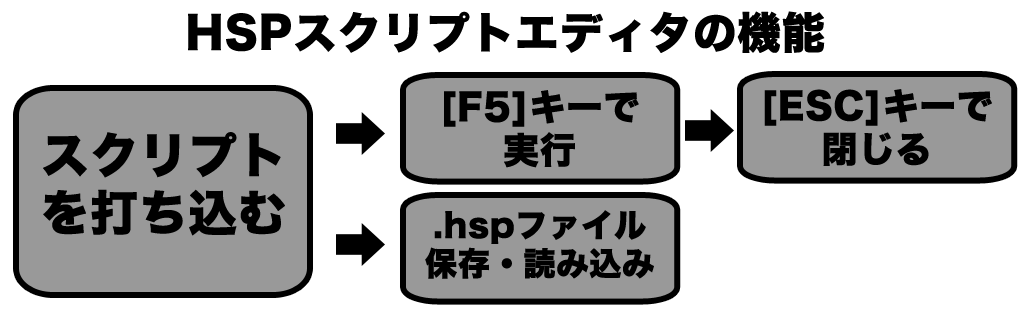 HSPスクリプトエディタの機能
スクリプト
を打ち込む
[F5]キーで
実行
[ESC]キーで
閉じる
.hspファイル
保存・読み込み